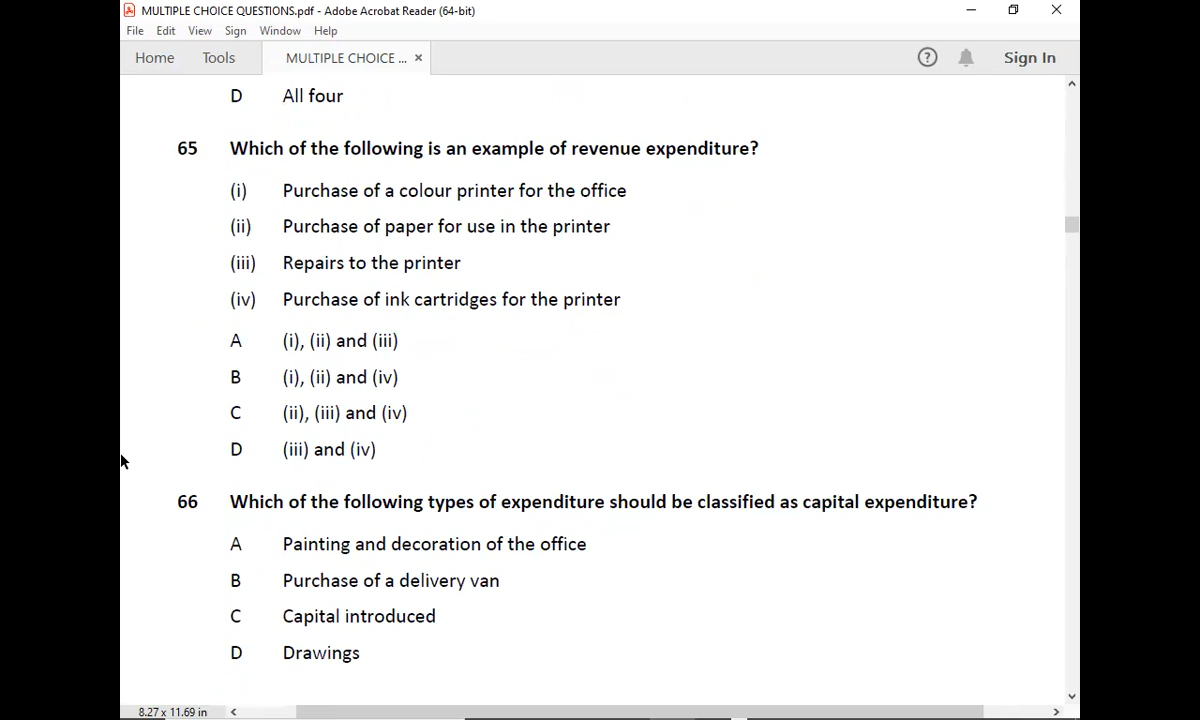 MULTIPLE CHOICE QUESTIONS.pdf - Adobe Acrobat Reader (64-bit)
File Edit View Sign Window Help
Home Tools MULTIPLE CHOICE ... × Sign In
D All four
65 Which of the following is an example of revenue expenditure?
(i) Purchase of a colour printer for the office
(ii) Purchase of paper for use in the printer
(iii) Repairs to the printer
(iv) Purchase of ink cartridges for the printer
A (i), (ii) and (iii)
B (i), (ii) and (iv)
C (ii), (iii) and (iv)
D (iii) and (iv)
66 Which of the following types of expenditure should be classified as capital expenditure?
A Painting and decoration of the office
B Purchase of a delivery van
C Capital introduced
D Drawings
8.27 x 11.69 in